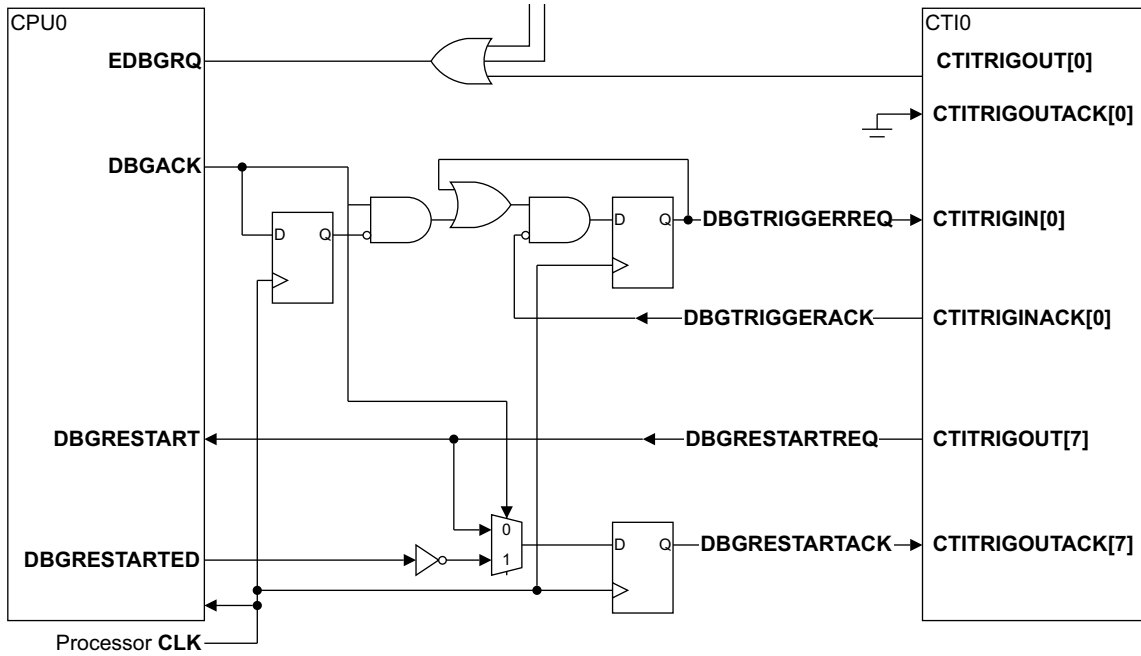 CPU0
CTI0
EDBGRQ
CTITRIGOUT[0]
CTITRIGOUTACK[0]
DBGACK
D Q
D Q
DBGTRIGGERREQ
CTITRIGIN[0]
DBGTRIGGERACK
CTITRIGINACK[0]
DBGRESTART
DBGRESTARTREQ
CTITRIGOUT[7]
0
1
D Q
DBGRESTARTED
DBGRESTARTACK
CTITRIGOUTACK[7]
Processor CLK